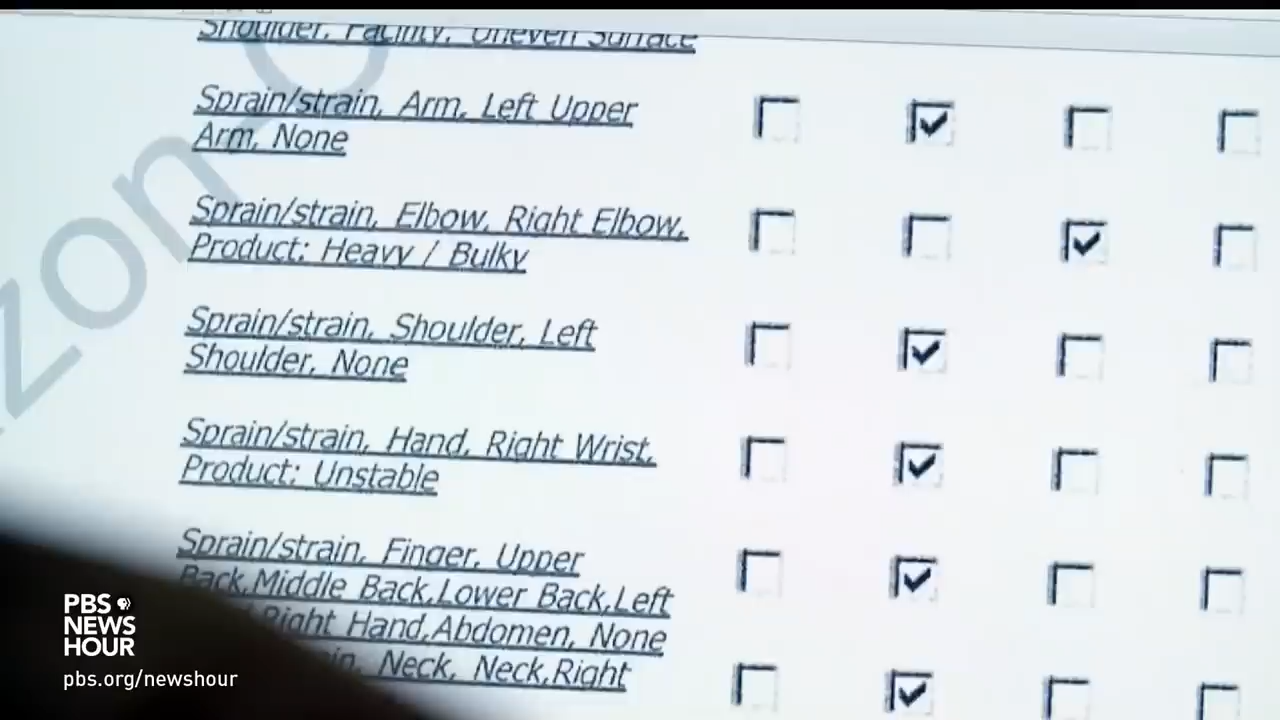 Shoulder, Facility, Uneven Surface
Sprain/strain, Arm, Left Upper
Arm, None
Sprain/strain, Elbow, Right Elbow,
Product: Heavy / Bulky
Sprain/strain, Shoulder, Left
Shoulder, None
Sprain/strain, Hand, Right Wrist,
Product: Unstable
Sprain/strain, Finger, Upper
Back,Middle Back,Lower Back,Left
Right Hand,Abdomen, None
Neck, Neck,Right
zon
PBS
NEWS
HOUR
pbs.org/newshour